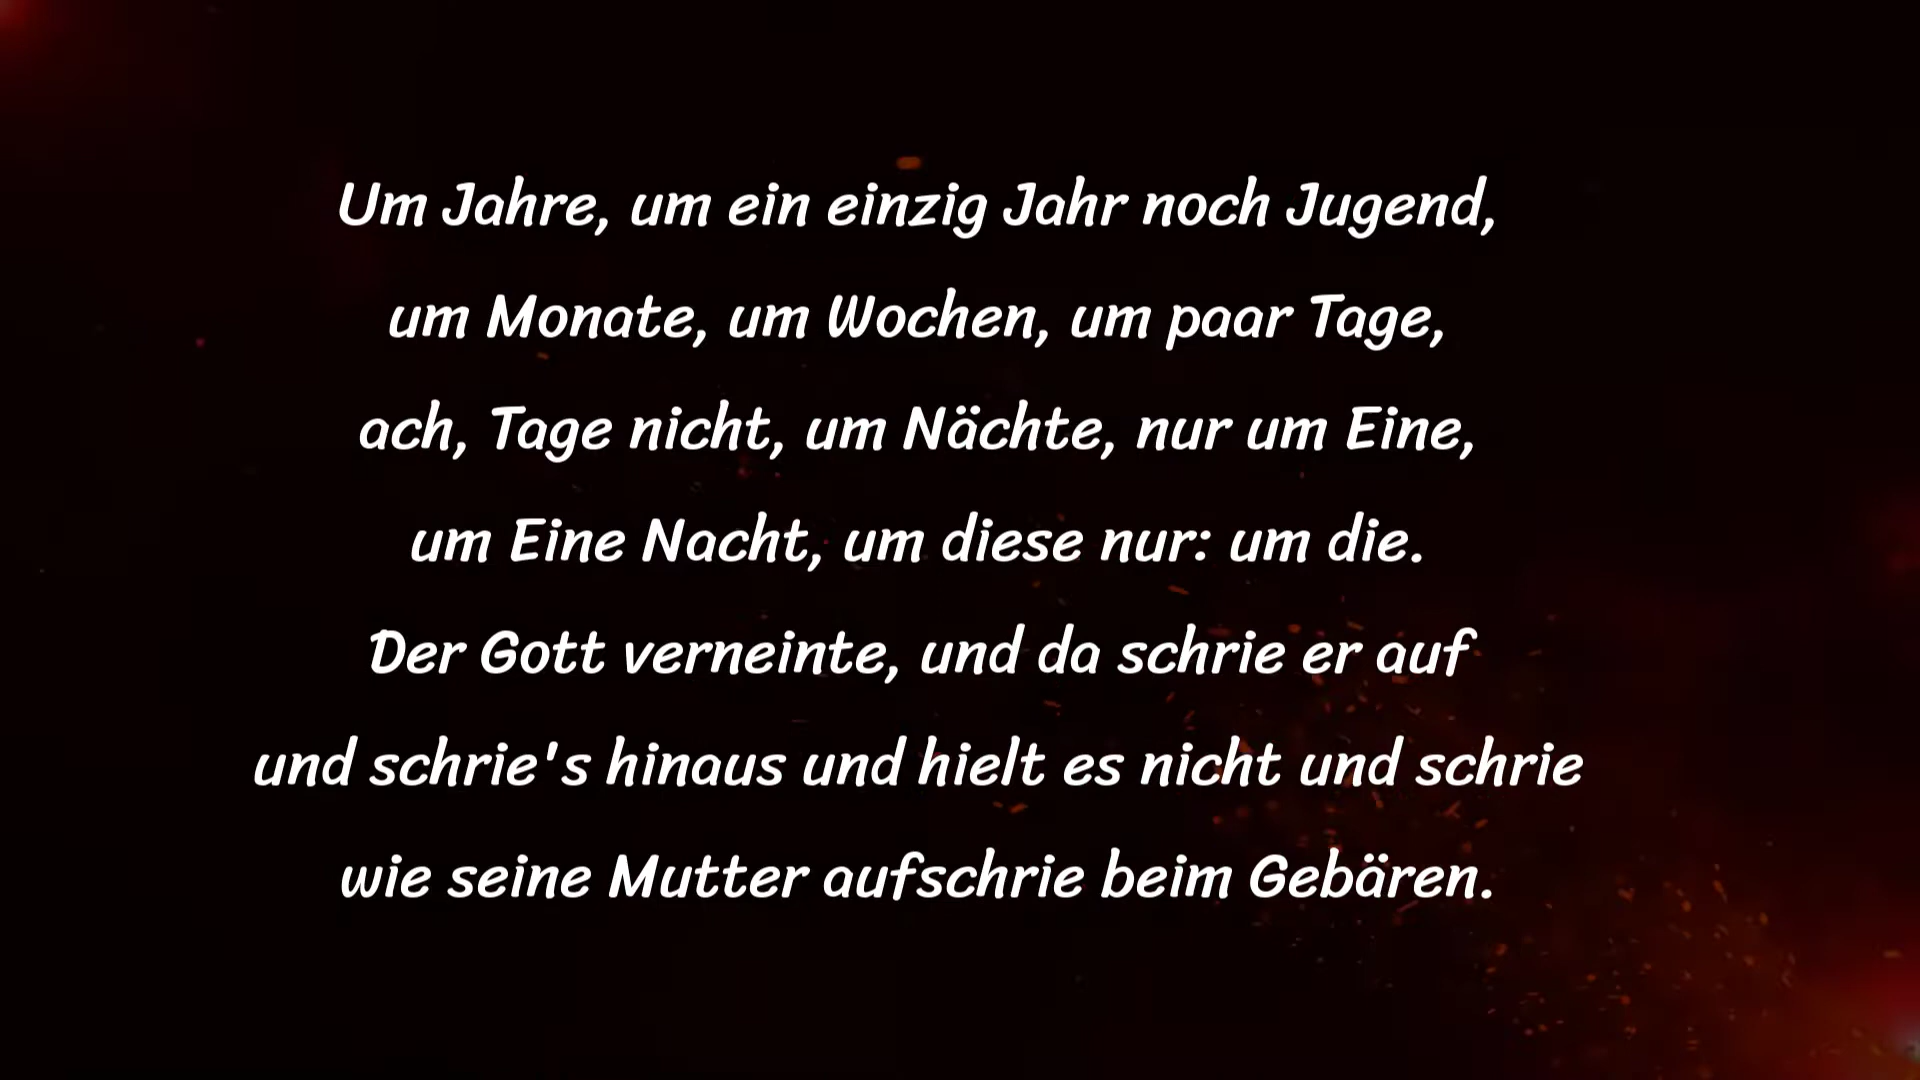 Um Jahre, um ein einzig Jahr noch Jugend,
um Monate, um Wochen, um paar Tage,
ach, Tage nicht, um Nächte, nur um Eine,
um Eine Nacht, um diese nur: um die.
Der Gott verneinte, und da schrie er auf
und schrie's hinaus und hielt es nicht und schrie
wie seine Mutter aufschrie beim Gebären.